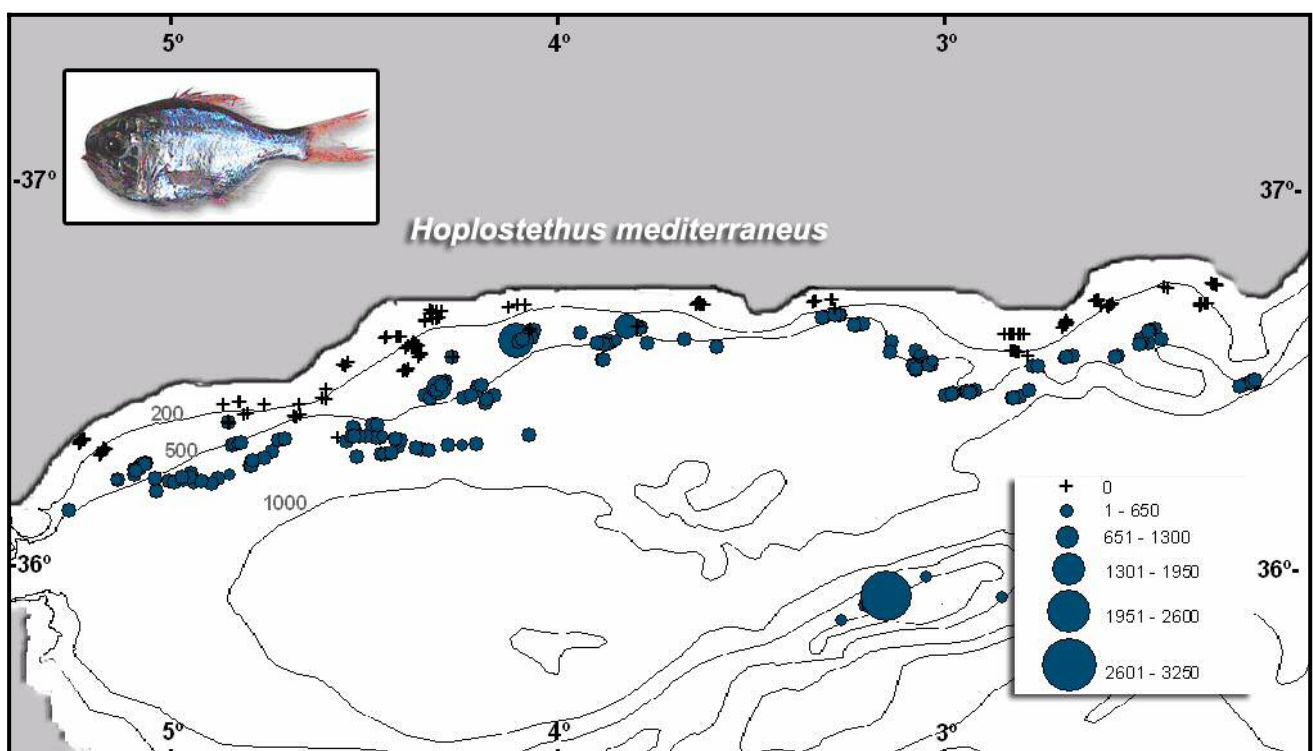 5º 4º 3º
-37º 37º-
Hoplostethus mediterraneus
200
500
1000
-36º 36º-
0
1 - 650
651 - 1300
1301 - 1950
1951 - 2600
2601 - 3250
5º 4º 3º